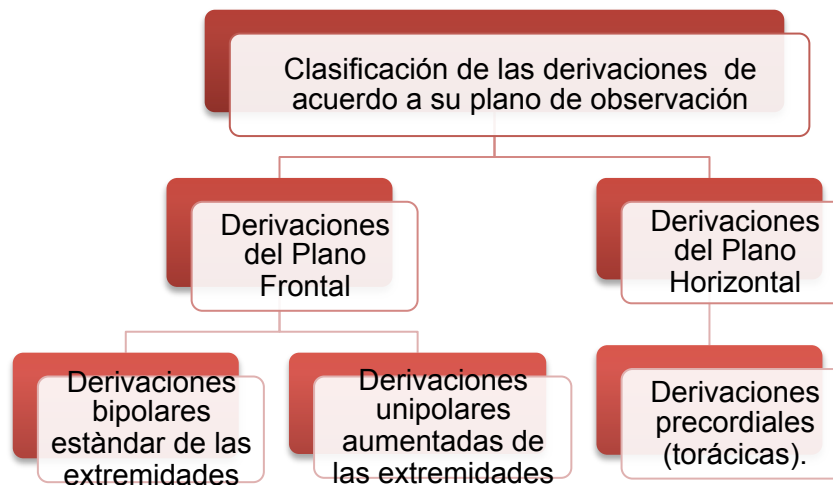 Clasificación de las derivaciones de
acuerdo a su plano de observación
Derivaciones
del Plano
Frontal
Derivaciones
del Plano
Horizontal
Derivaciones
bipolares
estàndar de las
extremidades
Derivaciones
unipolares
aumentadas de
las extremidades
Derivaciones
precordiales
(torácicas).